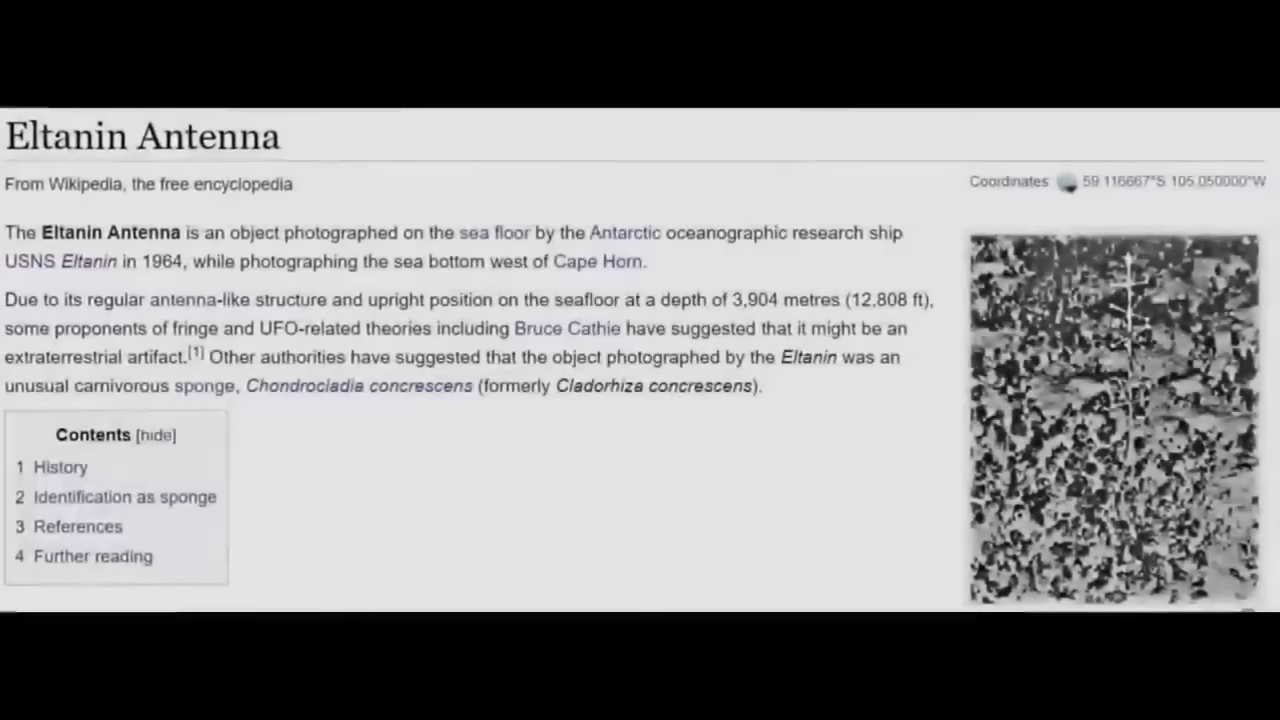 Eltanin Antenna
From Wikipedia, the free encyclopedia
Coordinates: 59.116667°S 105.050000°W
The Eltanin Antenna is an object photographed on the sea floor by the Antarctic oceanographic research ship
USNS Eltanin in 1964, while photographing the sea bottom west of Cape Horn.
Due to its regular antenna-like structure and upright position on the seafloor at a depth of 3,904 metres (12,808 ft),
some proponents of fringe and UFO-related theories including Bruce Cathie have suggested that it might be an
extraterrestrial artifact.[1] Other authorities have suggested that the object photographed by the Eltanin was an
unusual carnivorous sponge, Chondrocladia concrescens (formerly Cladorhiza concrescens).
Contents [hide]
1 History
2 Identification as sponge
3 References
4 Further reading